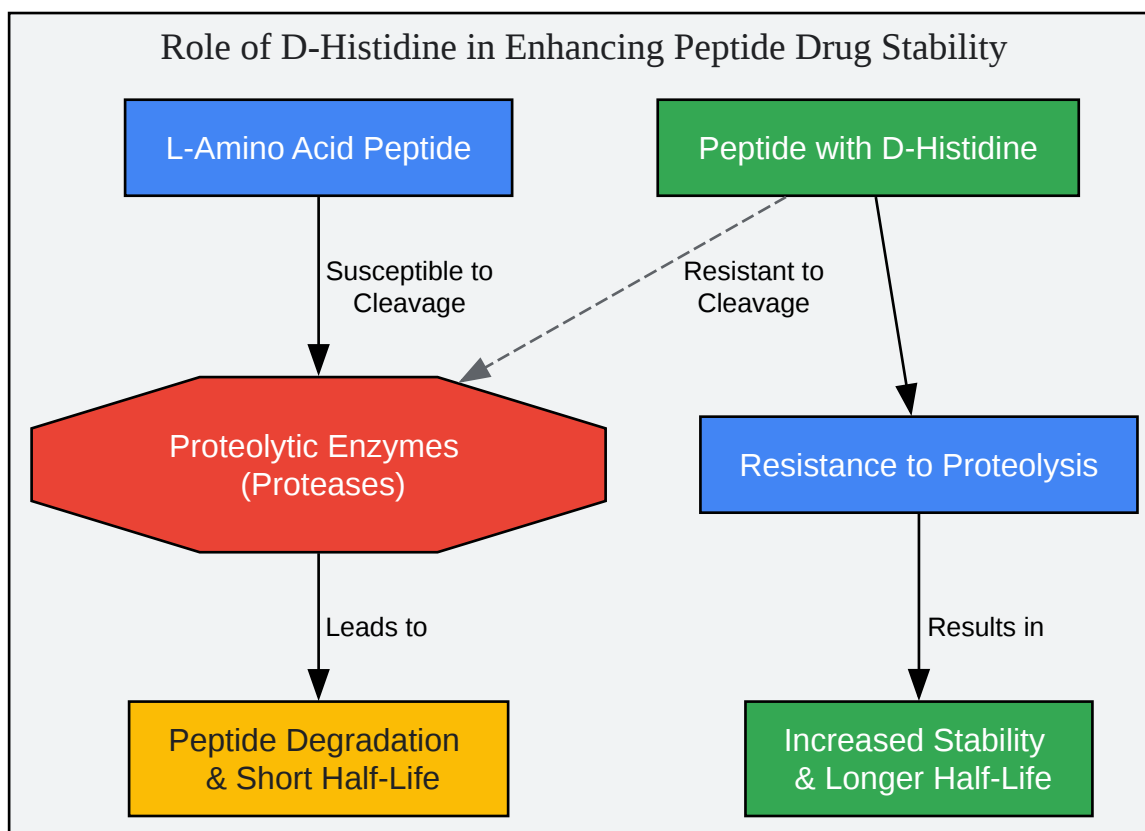 Role of D-Histidine in Enhancing Peptide Drug Stability
L-Amino Acid Peptide
Peptide with D-Histidine
Susceptible to
Cleavage
Resistant to
Cleavage
Proteolytic Enzymes
(Proteases)
Resistance to Proteolysis
Leads to
Results in
Peptide Degradation
& Short Half-Life
Increased Stability
& Longer Half-Life